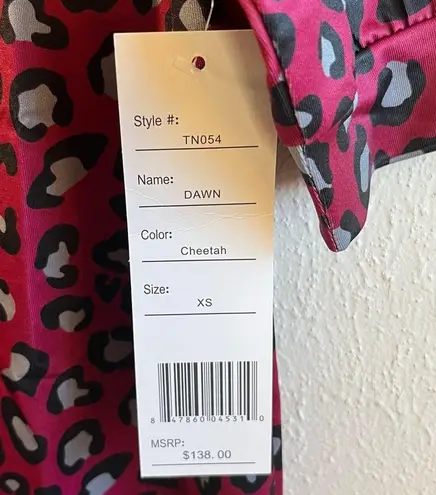 Style #:
TN054
Name:
DAWN
Color:
Cheetah
Size:
XS
8 47860 04531 0
MSRP:
$138.00